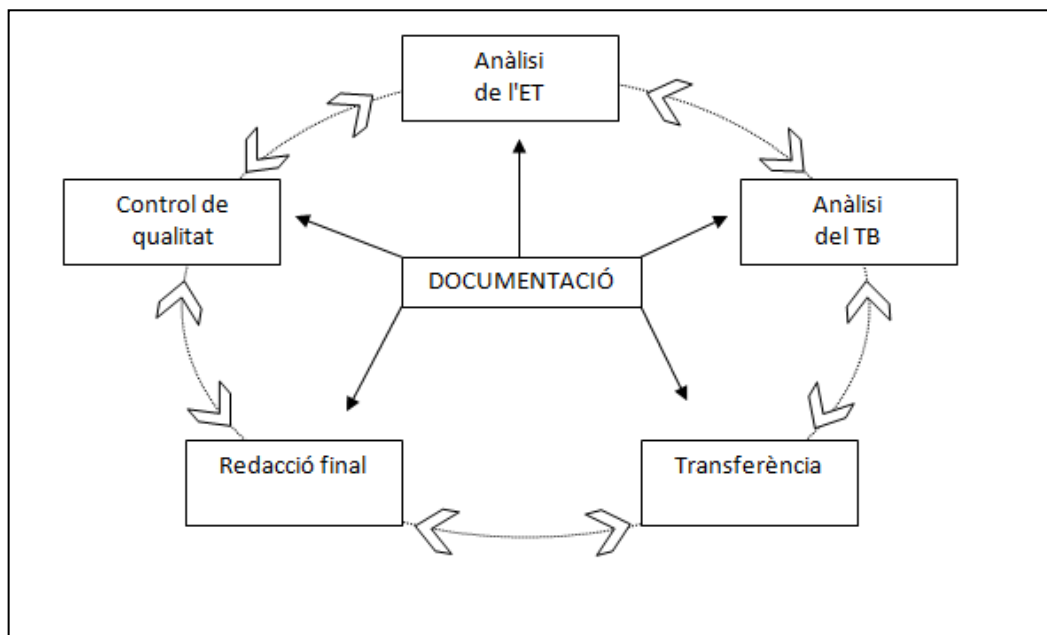 Anàlisi
de l'ET
Control de
qualitat
Anàlisi
del TB
DOCUMENTACIÓ
Redacció final
Transferència